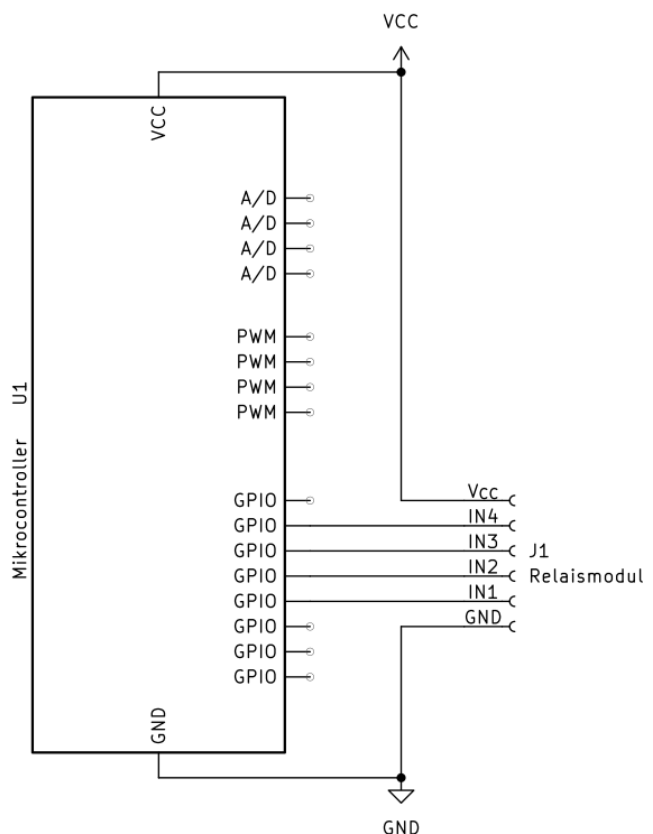 VCC
VCC
A/D
A/D
A/D
A/D
PWM
PWM
PWM
PWM
U1
Mikrocontroller
GPIO
GPIO
GPIO
GPIO
GPIO
GPIO
GPIO
GPIO
Vcc
IN4
IN3
IN2
IN1
GND
J1
Relaismodul
GND
GND